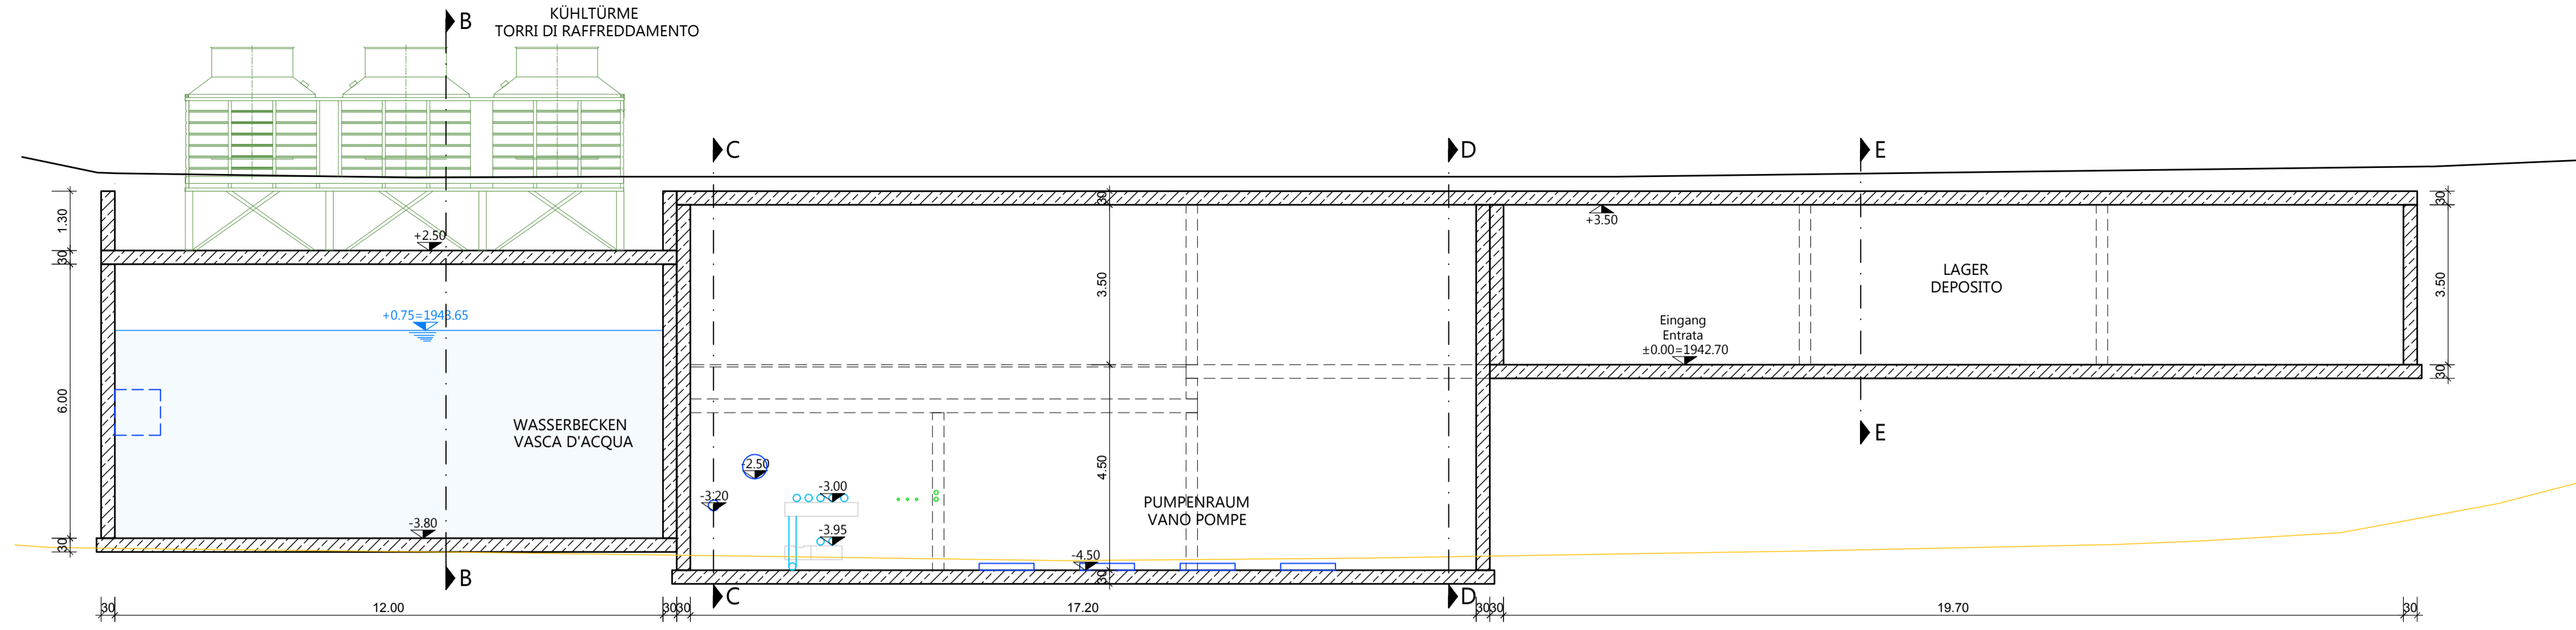 B
KÜHLTÜRME
TORRI DI RAFFREDDAMENTO
C
D
E
1.30
30
6.00
30
+2.50
+0.75=1943.65
WASSERBECKEN
VASCA D'ACQUA
-3.80
30
3.50
4.50
30
-2.50
-3.20
-3.00
-3.95
-4.50
PUMPENRAUM
VANO POMPE
+3.50
LAGER
DEPOSITO
Eingang
Entrata
±0.00=1942.70
30
3.50
30
E
B
C
D
30
12.00
30
30
17.20
30
30
19.70
30